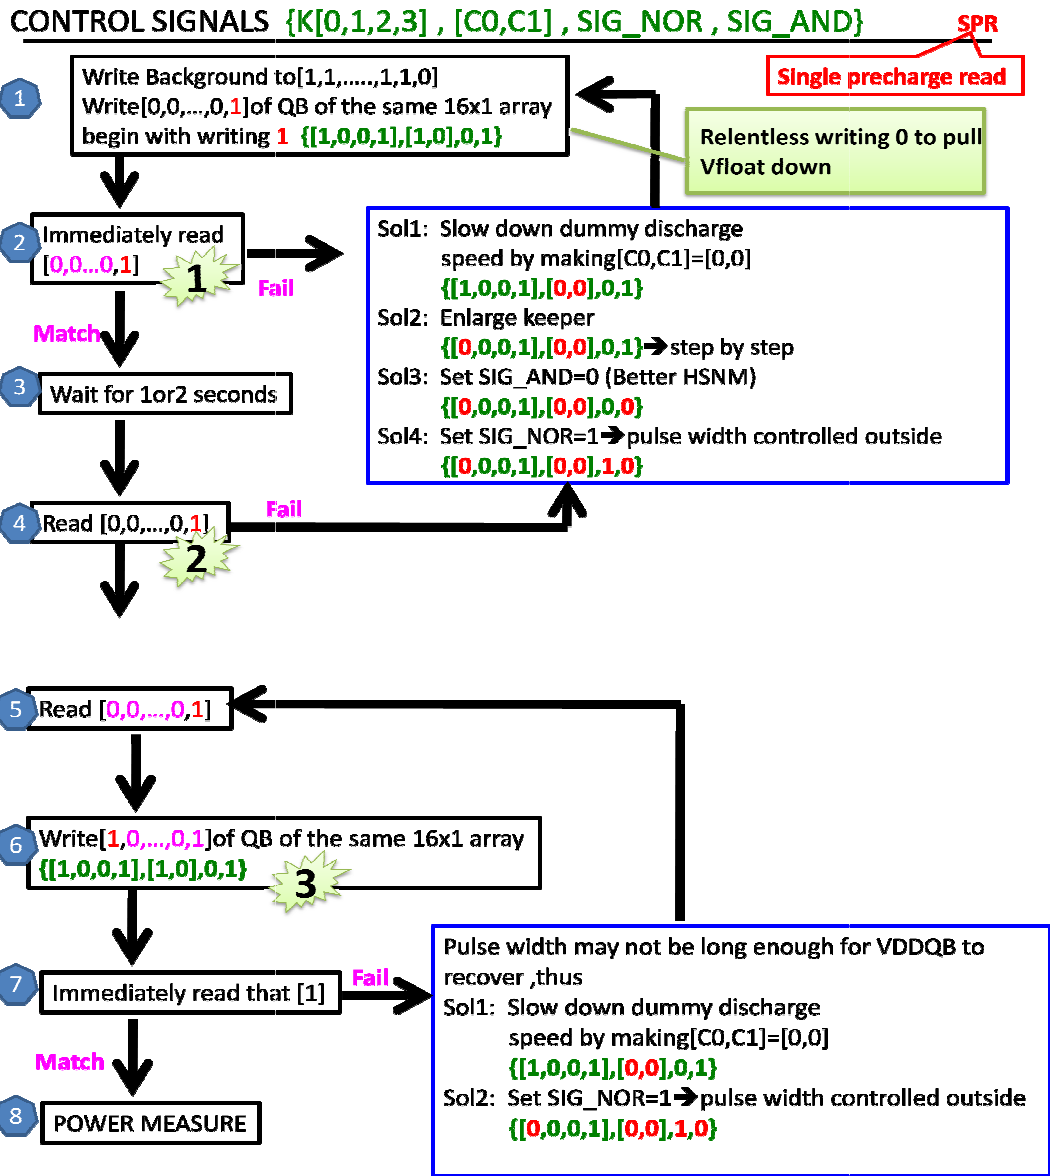 CONTROL SIGNALS {K[0,1,2,3] , [C0,C1] , SIG_NOR , SIG_AND}
SPR
Single precharge read
1
Write Background to[1,1,.....,1,1,0]
Write[0,0,...,0,1]of QB of the same 16x1 array
begin with writing 1 {[1,0,0,1],[1,0],0,1}
Relentless writing 0 to pull
Vfloat down
2
Immediately read
[0,0...0,1]
1
Fail
Match
Sol1: Slow down dummy discharge
speed by making[C0,C1]=[0,0]
{[1,0,0,1],[0,0],0,1}
Sol2: Enlarge keeper
{[0,0,0,1],[0,0],0,1}➔step by step
Sol3: Set SIG_AND=0 (Better HSNM)
{[0,0,0,1],[0,0],0,0}
Sol4: Set SIG_NOR=1➔pulse width controlled outside
{[0,0,0,1],[0,0],1,0}
3
Wait for 1or2 seconds
4
Read [0,0,...,0,1]
2
Fail
5
Read [0,0,...,0,1]
6
Write[1,0,...,0,1]of QB of the same 16x1 array
{[1,0,0,1],[1,0],0,1}
3
7
Immediately read that [1]
Fail
Match
Pulse width may not be long enough for VDDQB to
recover ,thus
Sol1: Slow down dummy discharge
speed by making[C0,C1]=[0,0]
{[1,0,0,1],[0,0],0,1}
Sol2: Set SIG_NOR=1➔pulse width controlled outside
{[0,0,0,1],[0,0],1,0}
8
POWER MEASURE